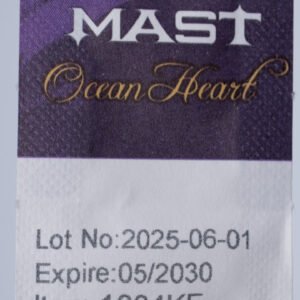 MAST
Ocean Heart
Lot No:2025-06-01
Expire:05/2030